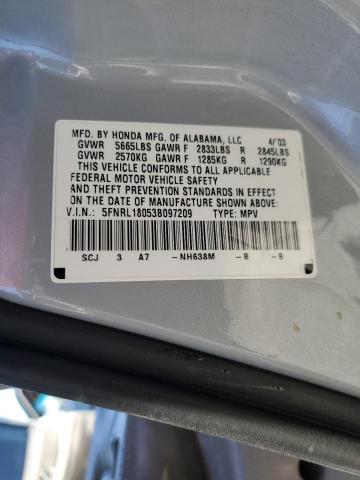 MFD. BY HONDA MFG. OF ALABAMA, LLC 4/'03
GVWR 5665LBS GAWR F 2833LBS R 2845LBS
GVWR 2570KG GAWR F 1285KG R 1290KG
THIS VEHICLE CONFORMS TO ALL APPLICABLE
FEDERAL MOTOR VEHICLE SAFETY
AND THEFT PREVENTION STANDARDS IN EFFECT
ON THE DATE OF MANUFACTURE SHOWN ABOVE:
V.I.N.: 5FNRL18053B097209 TYPE: MPV
SCJ 3 A7 -NH638M -B -B